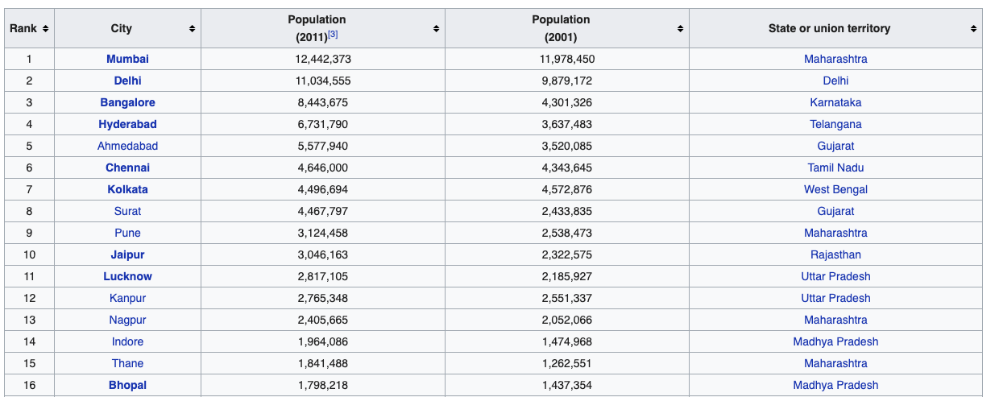 Rank City Population (2011)[3] Population (2001) State or union territory
1 Mumbai 12,442,373 11,978,450 Maharashtra
2 Delhi 11,034,555 9,879,172 Delhi
3 Bangalore 8,443,675 4,301,326 Karnataka
4 Hyderabad 6,731,790 3,637,483 Telangana
5 Ahmedabad 5,577,940 3,520,085 Gujarat
6 Chennai 4,646,000 4,343,645 Tamil Nadu
7 Kolkata 4,496,694 4,572,876 West Bengal
8 Surat 4,467,797 2,433,835 Gujarat
9 Pune 3,124,458 2,538,473 Maharashtra
10 Jaipur 3,046,163 2,322,575 Rajasthan
11 Lucknow 2,817,105 2,185,927 Uttar Pradesh
12 Kanpur 2,765,348 2,551,337 Uttar Pradesh
13 Nagpur 2,405,665 2,052,066 Maharashtra
14 Indore 1,964,086 1,474,968 Madhya Pradesh
15 Thane 1,841,488 1,262,551 Maharashtra
16 Bhopal 1,798,218 1,437,354 Madhya Pradesh